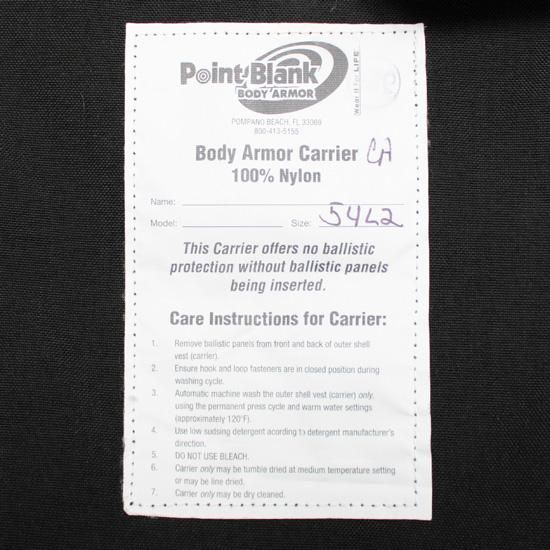 Point Blank
BODY ARMOR
Wear It For LIFE
POMPANO BEACH, FL 33069
800-413-5155
Body Armor Carrier CA
100% Nylon
Name:
Model: Size: 54L2
This Carrier offers no ballistic
protection without ballistic panels
being inserted.
Care Instructions for Carrier:
1. Remove ballistic panels from front and back of outer shell
vest (carrier).
2. Ensure hook and loop fasteners are in closed position during
washing cycle.
3. Automatic machine wash the outer shell vest (carrier) only,
using the permanent press cycle and warm water settings
(approximately 120°F).
4. Use low sudsing detergent acording to detergent manufacturer's
direction.
5. DO NOT USE BLEACH.
6. Carrier only may be tumble dried at medium temperature setting
or may be line dried.
7. Carrier only may be dry cleaned.